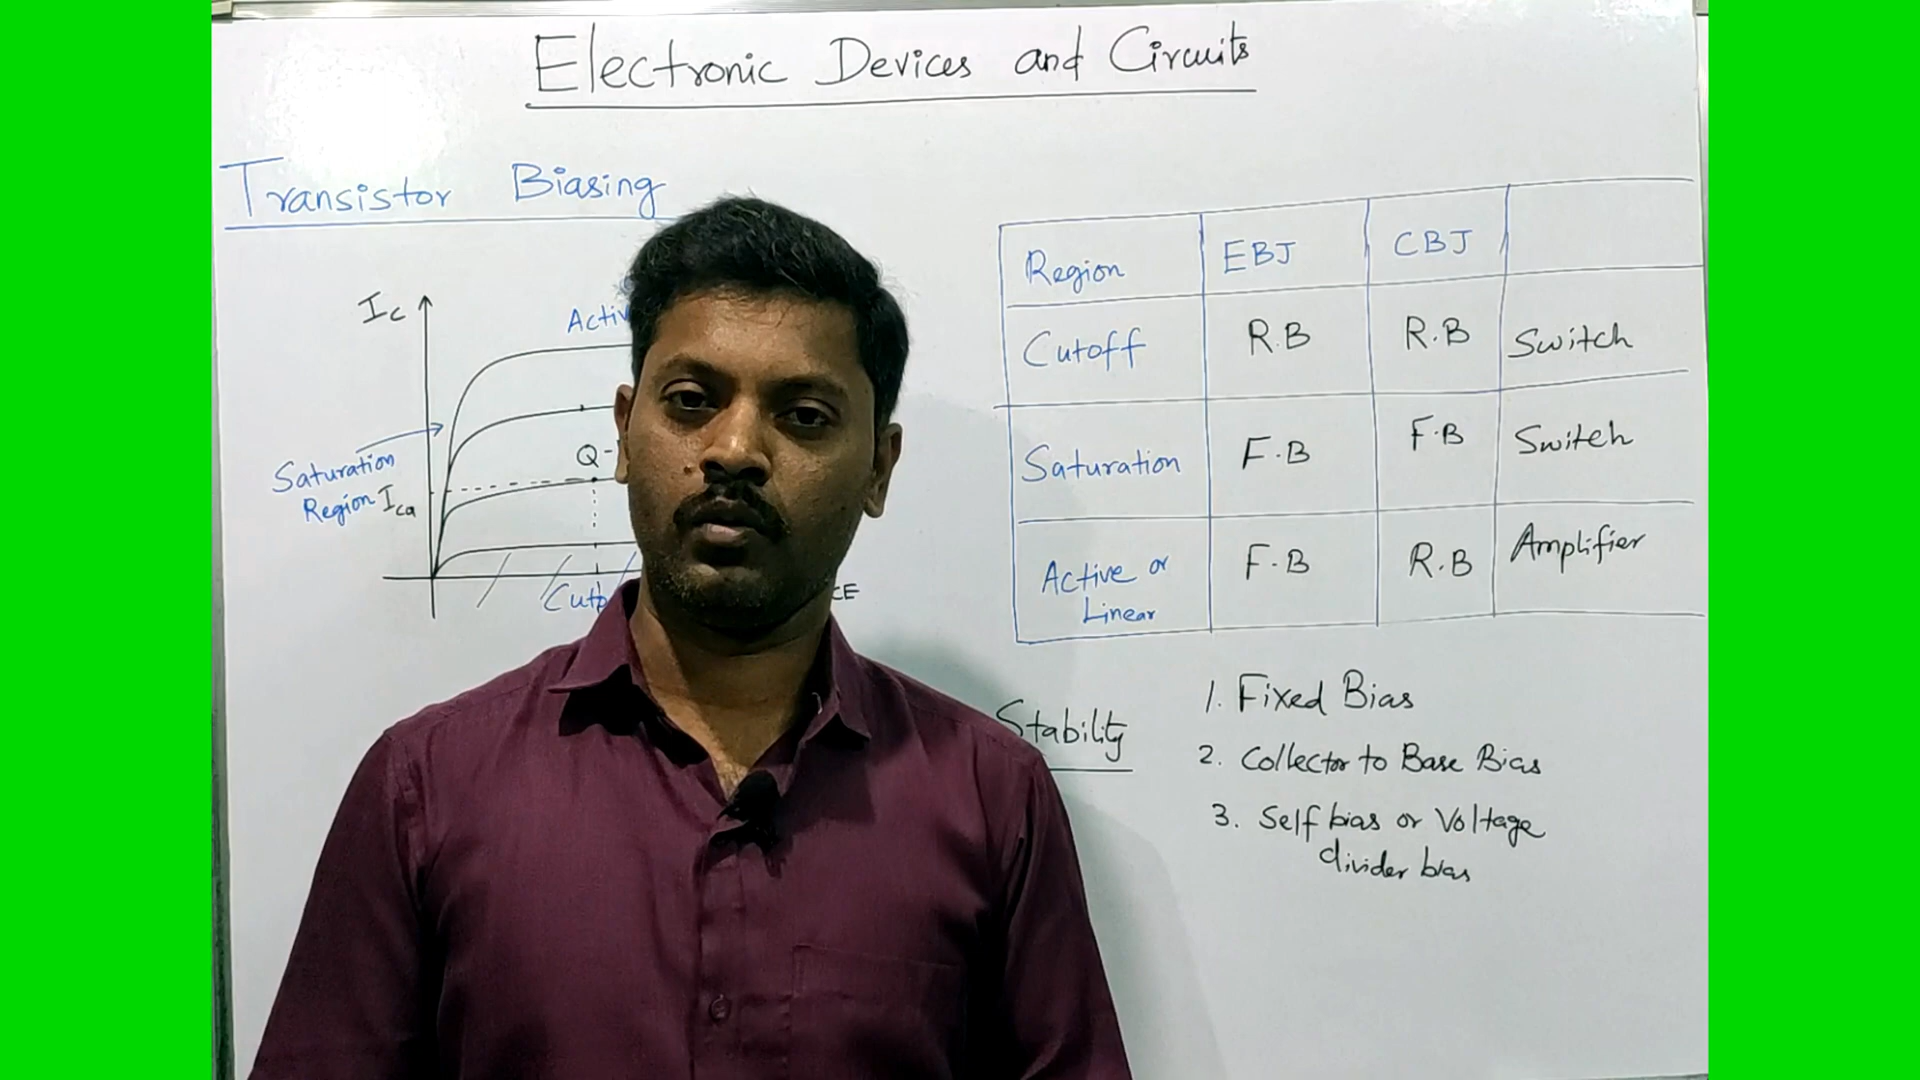 Electronic Devices and Circuits
Transistor Biasing
Ic
Saturation
Region
Q
Region EBJ CBJ
Cutoff R.B R.B Switch
Saturation F.B F.B Switch
Active or Linear F.B R.B Amplifier
Stability
1. Fixed Bias
2. Collector to Base Bias
3. Self bias or Voltage
divider bias